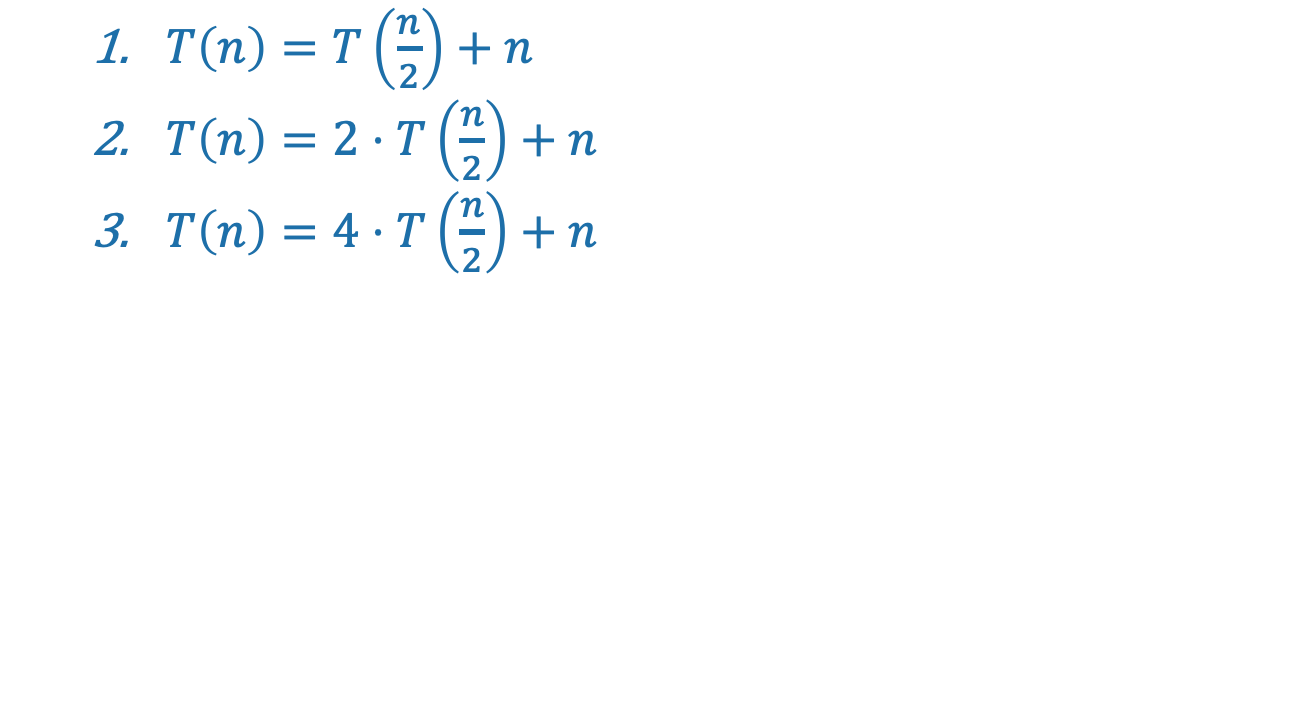 1. T(n) = T(n/2) + n
2. T(n) = 2 · T(n/2) + n
3. T(n) = 4 · T(n/2) + n